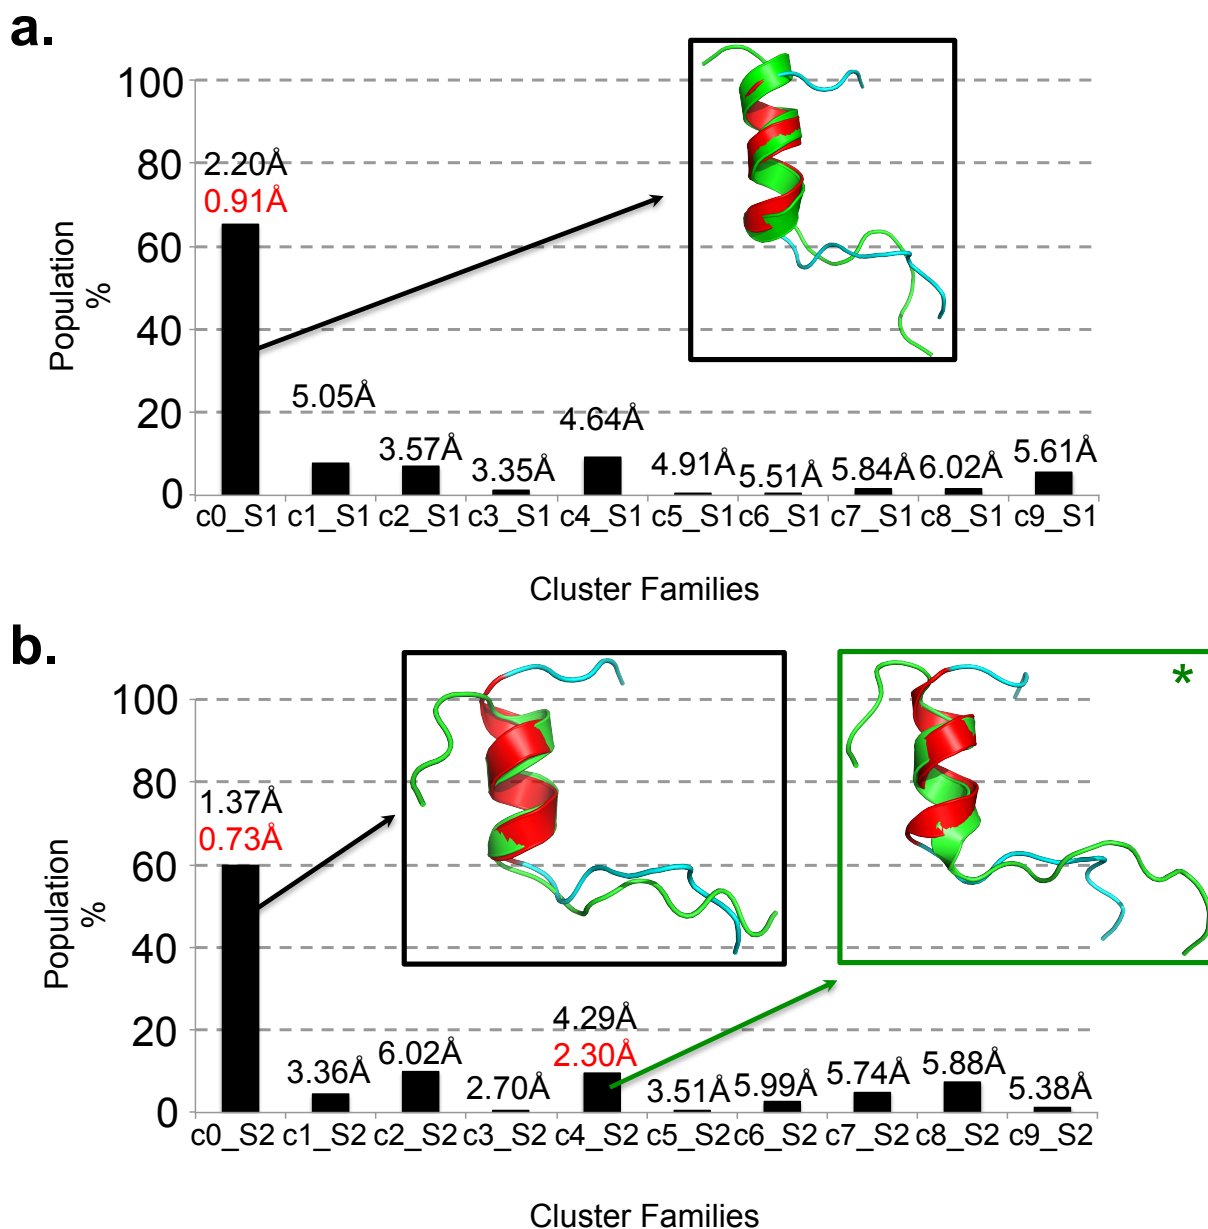 a.
100
80
60
40
20
0
Population
%
2.20Å
0.91Å
5.05Å
3.57Å
3.35Å
4.64Å
4.91Å
5.51Å
5.84Å
6.02Å
5.61Å
c0_S1 c1_S1 c2_S1 c3_S1 c4_S1 c5_S1 c6_S1 c7_S1 c8_S1 c9_S1
Cluster Families
b.
*
100
80
60
40
20
0
Population
%
1.37Å
0.73Å
3.36Å
6.02Å
2.70Å
4.29Å
2.30Å
3.51Å
5.99Å
5.74Å
5.88Å
5.38Å
c0_S2 c1_S2 c2_S2 c3_S2 c4_S2 c5_S2 c6_S2 c7_S2 c8_S2 c9_S2
Cluster Families